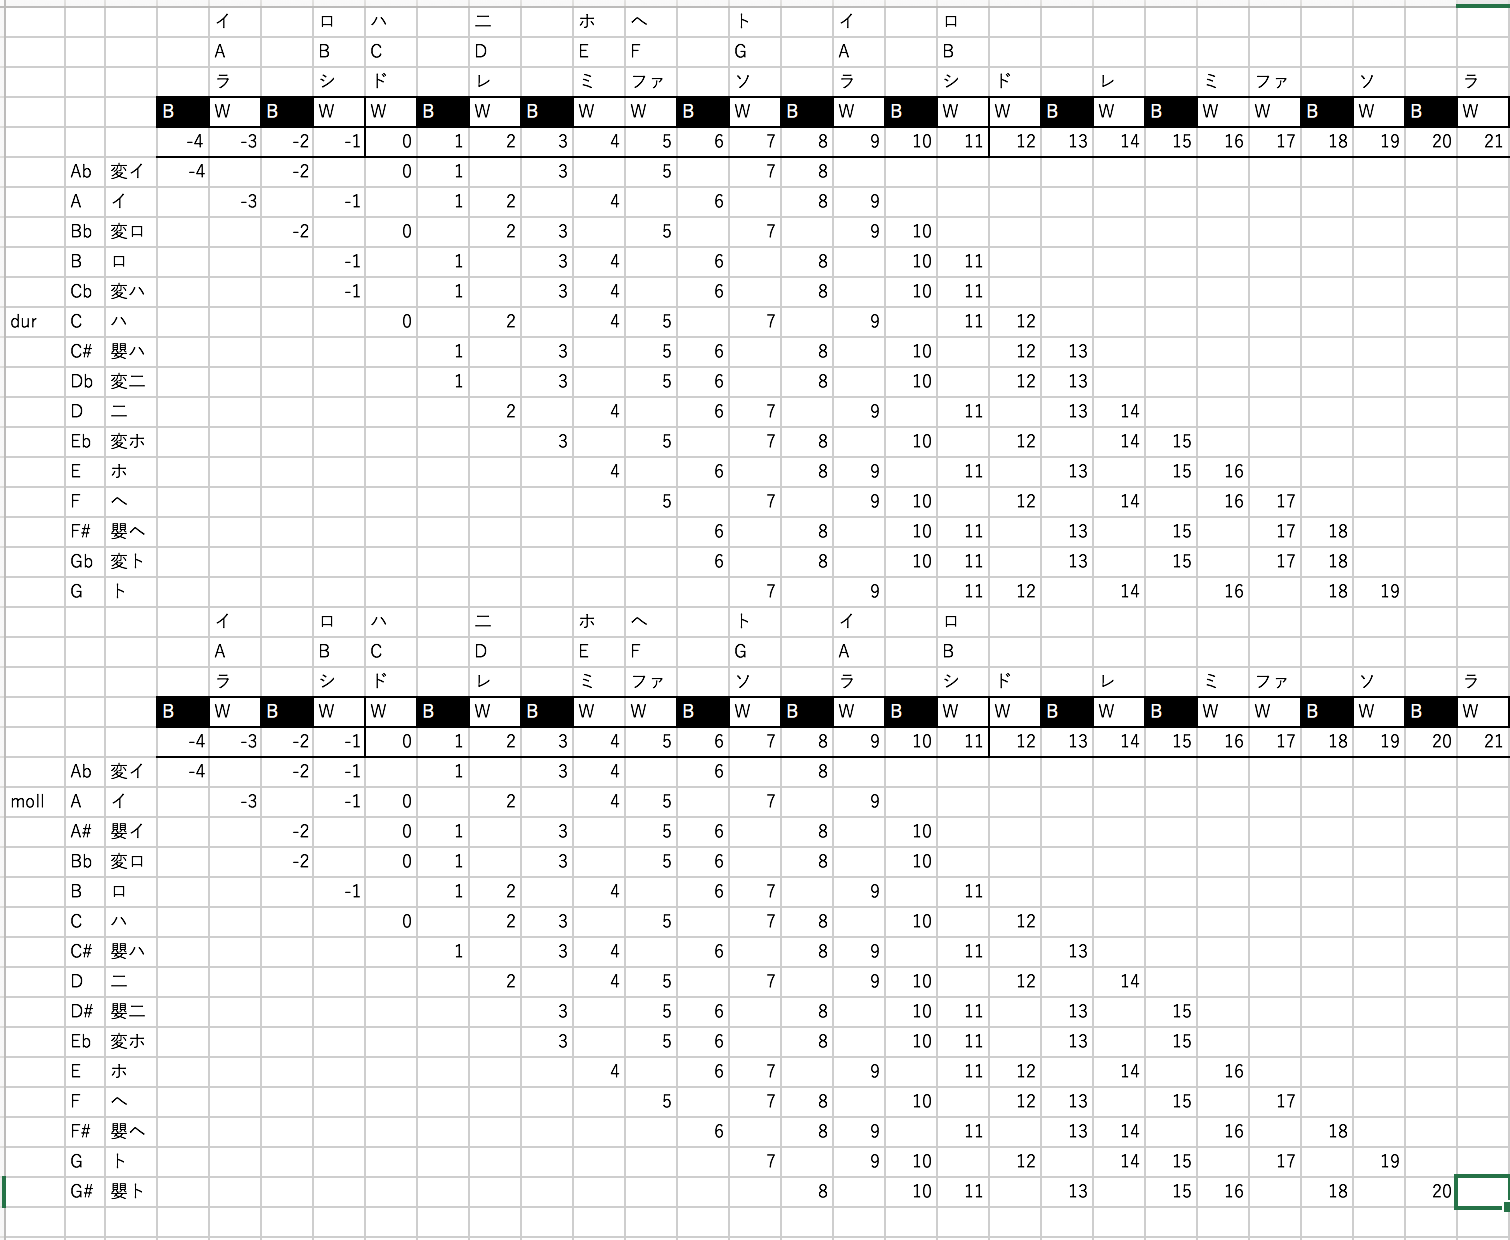 イ ロ ハ ニ ホ ヘ ト イ ロ
A B C D E F G A B
ラ シ ド レ ミ ファ ソ ラ シ ド レ ミ ファ ソ ラ
B W B W W B W B W W B W B W B W W B W B W W B W B W
-4 -3 -2 -1 0 1 2 3 4 5 6 7 8 9 10 11 12 13 14 15 16 17 18 19 20 21
Ab 変イ -4 -2 0 1 3 5 7 8
A イ -3 -1 1 2 4 6 8 9
Bb 変ロ -2 0 2 3 5 7 9 10
B ロ -1 1 3 4 6 8 10 11
Cb 変ハ -1 1 3 4 6 8 10 11
dur C ハ 0 2 4 5 7 9 11 12
C# 嬰ハ 1 3 5 6 8 10 12 13
Db 変ニ 1 3 5 6 8 10 12 13
D ニ 2 4 6 7 9 11 13 14
Eb 変ホ 3 5 7 8 10 12 14 15
E ホ 4 6 8 9 11 13 15 16
F ヘ 5 7 9 10 12 14 16 17
F# 嬰ヘ 6 8 10 11 13 15 17 18
Gb 変ト 6 8 10 11 13 15 17 18
G ト 7 9 11 12 14 16 18 19
イ ロ ハ ニ ホ ヘ ト イ ロ
A B C D E F G A B
ラ シ ド レ ミ ファ ソ ラ シ ド レ ミ ファ ソ ラ
B W B W W B W B W W B W B W B W W B W B W W B W B W
-4 -3 -2 -1 0 1 2 3 4 5 6 7 8 9 10 11 12 13 14 15 16 17 18 19 20 21
Ab 変イ -4 -2 -1 1 3 4 6 8
moll A イ -3 -1 0 2 4 5 7 9
A# 嬰イ -2 0 1 3 5 6 8 10
Bb 変ロ -2 0 1 3 5 6 8 10
B ロ -1 1 2 4 6 7 9 11
C ハ 0 2 3 5 7 8 10 12
C# 嬰ハ 1 3 4 6 8 9 11 13
D ニ 2 4 5 7 9 10 12 14
D# 嬰ニ 3 5 6 8 10 11 13 15
Eb 変ホ 3 5 6 8 10 11 13 15
E ホ 4 6 7 9 11 12 14 16
F ヘ 5 7 8 10 12 13 15 17
F# 嬰ヘ 6 8 9 11 13 14 16 18
G ト 7 9 10 12 14 15 17 19
G# 嬰ト 8 10 11 13 15 16 18 20